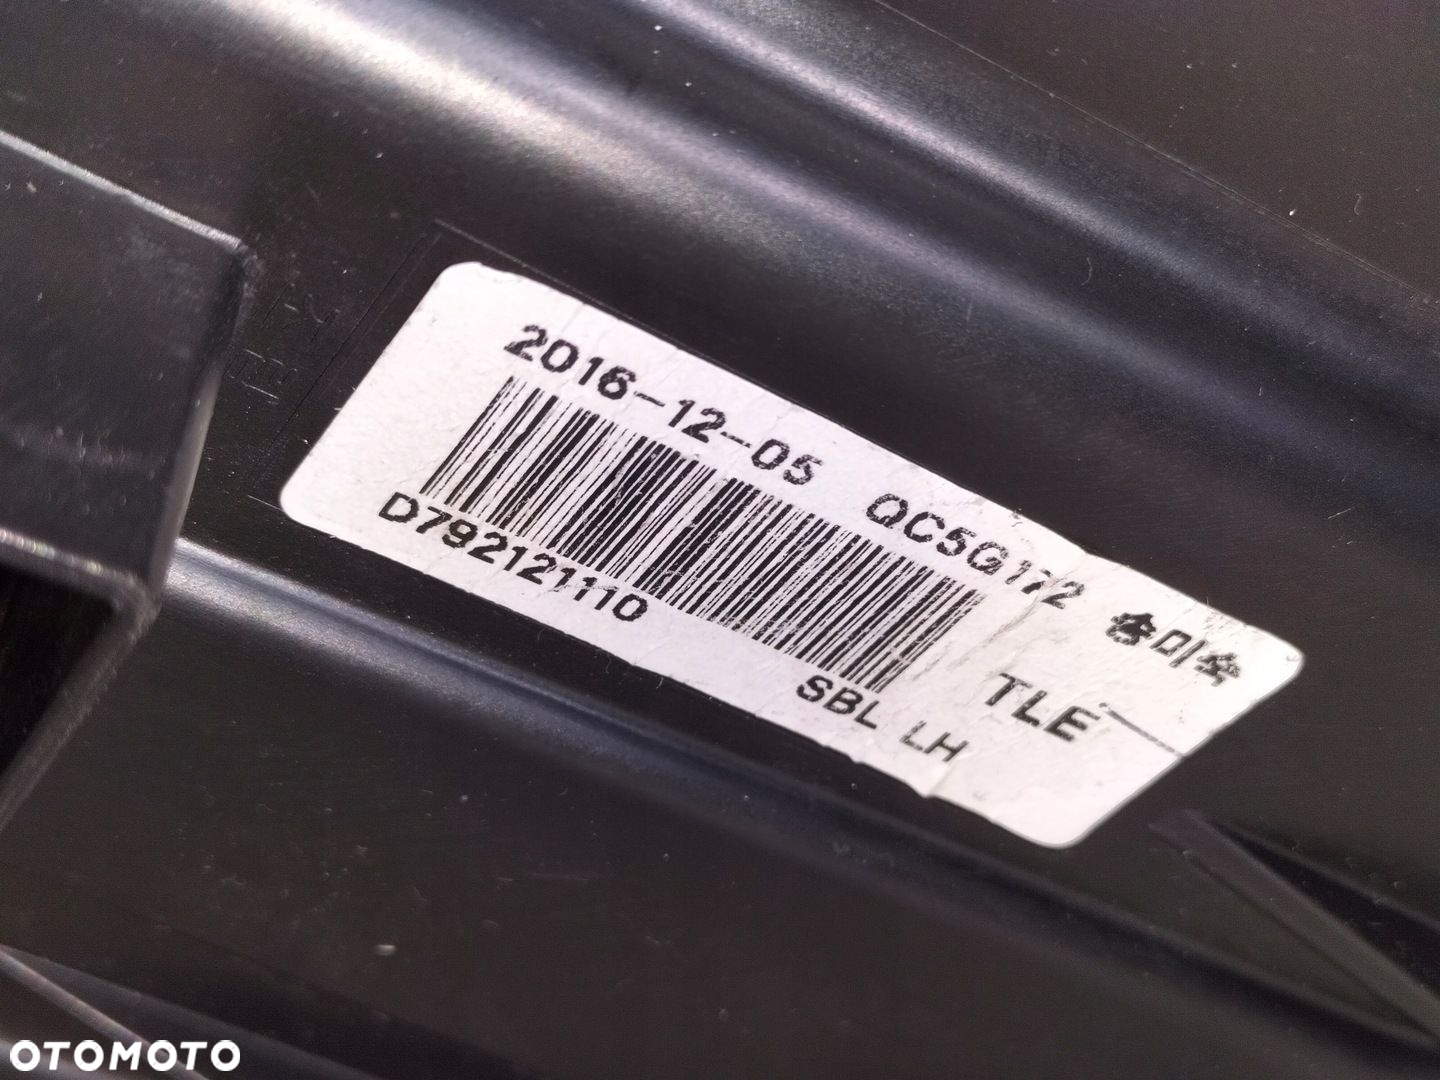 2016-12-05 QC5G172 송미숙
D792121110 SBL LH TLE
OTOMOTO